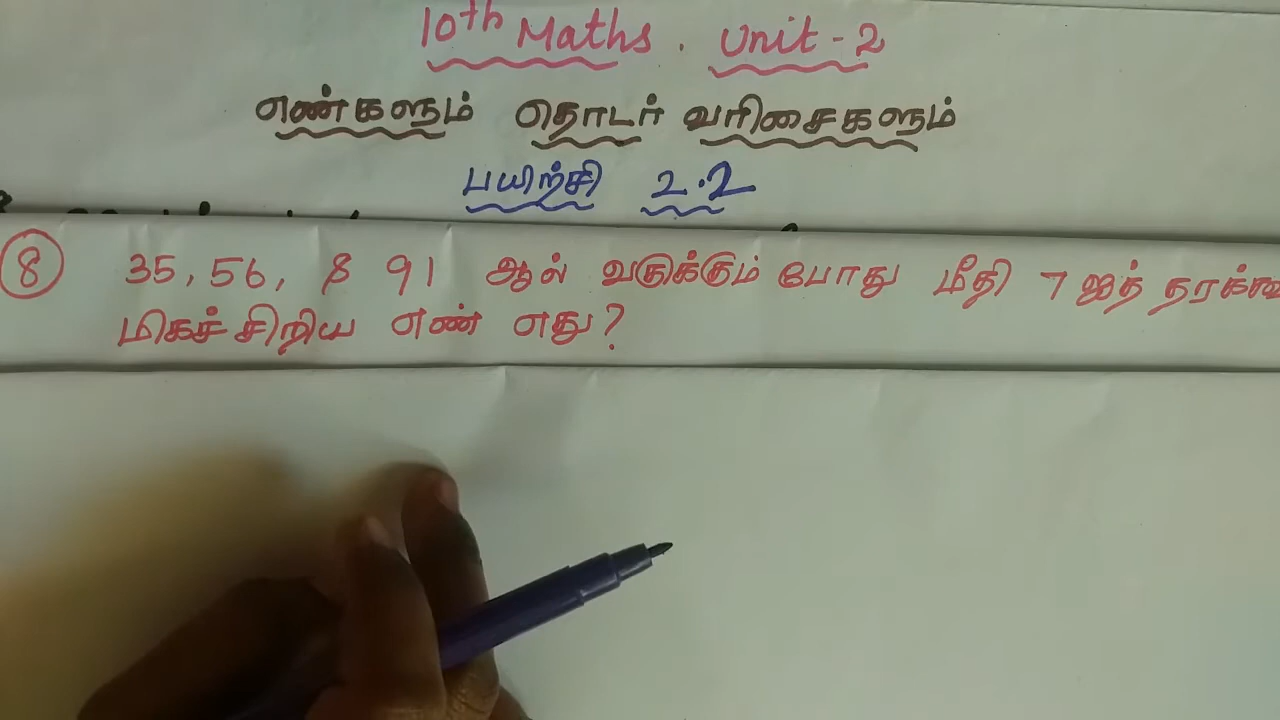 10th Maths. Unit - 2
எண்களும் தொடர் வரிசைகளும்
பயிற்சி 2.2
8 35, 56, & 91 ஆல் வகுக்கும் போது மீதி 7 ஐத்
மிகச் சிறிய எண் எது?